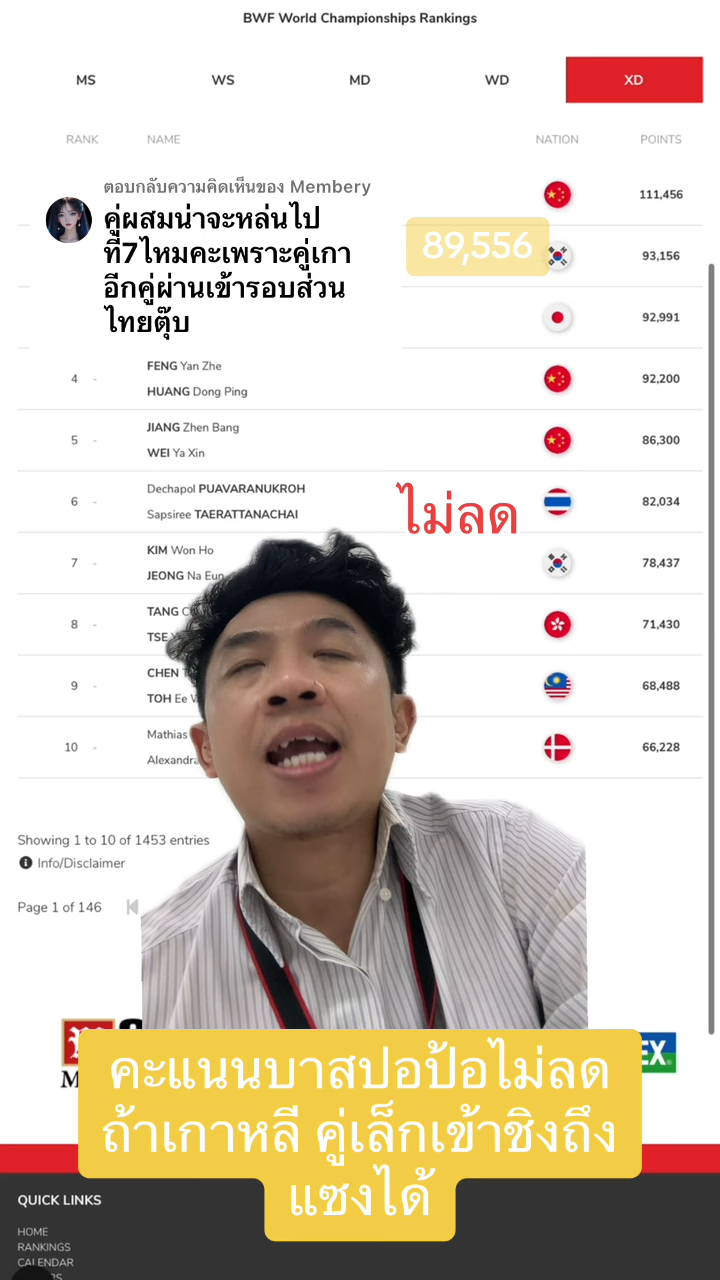 BWF World Championships Rankings
MS WS MD WD XD
RANK NAME NATION POINTS
111,456
ตอบกลับความคิดเห็นของ Membery
คู่ผสมน่าจะหล่นไป
ที่7ไหมคะเพราะคู่เกา
อีกคู่ผ่านเข้ารอบส่วน
ไทยตุ๊บ
89,556
93,156
92,991
4 - FENG Yan Zhe
HUANG Dong Ping
92,200
5 - JIANG Zhen Bang
WEI Ya Xin
86,300
6 - Dechapol PUAVARANUKROH
Sapsiree TAERATTANACHAI
82,034
ไม่ลด
7 - KIM Won Ho
JEONG Na Eun
78,437
8 - TANG
TSE
71,430
9 - CHEN
TOH Ee
68,488
10 - Mathias
Alexandra
66,228
Showing 1 to 10 of 1453 entries
Info/Disclaimer
Page 1 of 146
คะแนนบาสปอป้อไม่ลด
ถ้าเกาหลี คู่เล็กเข้าชิงถึง
แซงได้
QUICK LINKS
HOME
RANKINGS
CALENDAR